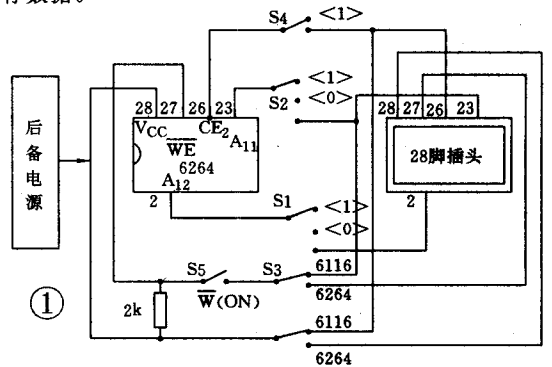 存数据。
S4
<1>
<1>
S2
<0>
28 27 26 23
28 27 26 23
后备电源
VCC
WE
CE2
A11
6264
A12
28脚插头
2
2
S1
<1>
<0>
S5
S3
6116
W(ON)
6264
①
2k
6116
6264